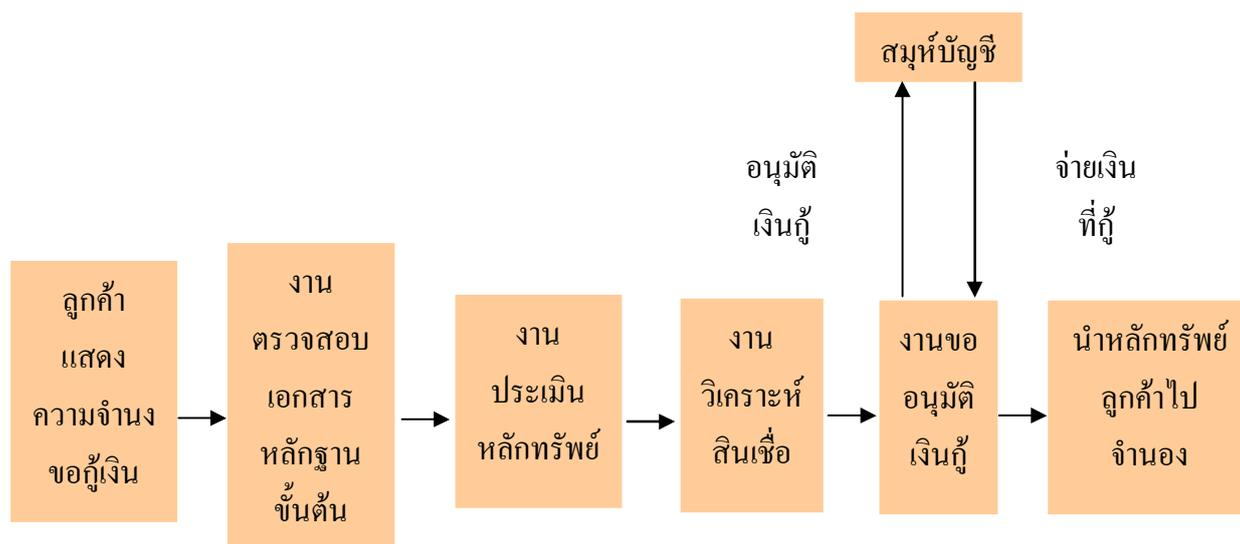 สมุห์บัญชี
อนุมัติ
เงินกู้
จ่ายเงิน
ที่กู้
ลูกค้า
แสดง
ความจำนง
ขอกู้เงิน
งาน
ตรวจสอบ
เอกสาร
หลักฐาน
ขั้นต้น
งาน
ประเมิน
หลักทรัพย์
งาน
วิเคราะห์
สินเชื่อ
งานขอ
อนุมัติ
เงินกู้
นำหลักทรัพย์
ลูกค้าไป
จำนอง